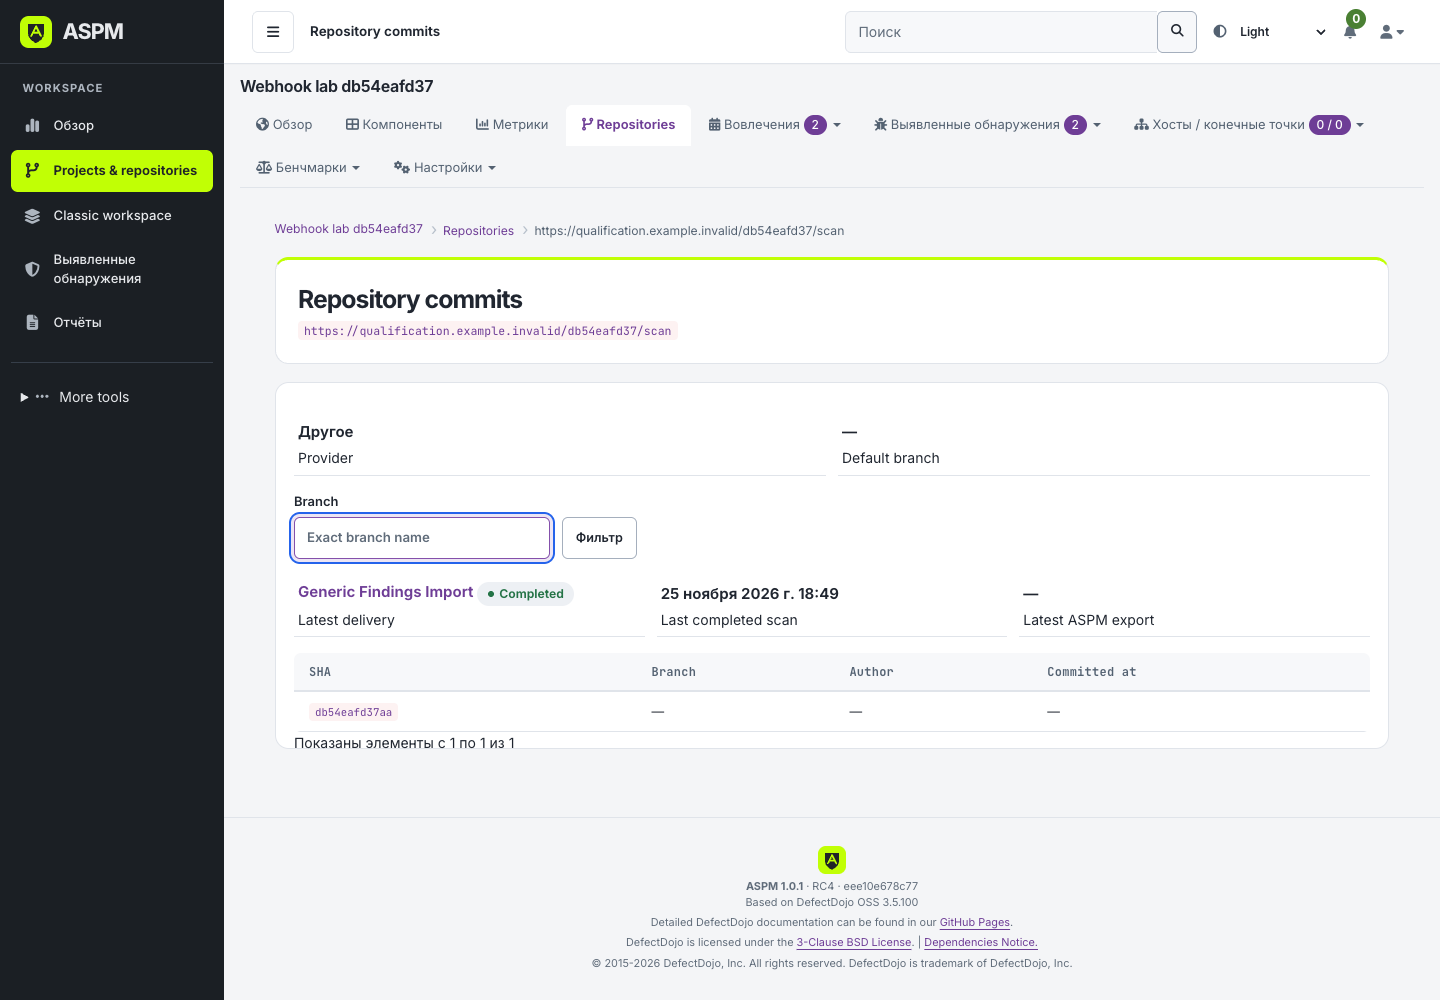 ASPM
Repository commits
Поиск
Light
0
WORKSPACE
Обзор
Projects & repositories
Classic workspace
Выявленные
обнаружения
Отчёты
More tools
Webhook lab db54eafd37
Обзор
Компоненты
Метрики
Repositories
Вовлечения 2
Выявленные обнаружения 2
Хосты / конечные точки 0 / 0
Бенчмарки
Настройки
Webhook lab db54eafd37
Repositories
https://qualification.example.invalid/db54eafd37/scan
Repository commits
https://qualification.example.invalid/db54eafd37/scan
Другое
Provider
—
Default branch
Branch
Exact branch name
Фильтр
Generic Findings Import Completed
Latest delivery
25 ноября 2026 г. 18:49
Last completed scan
—
Latest ASPM export
SHA Branch Author Committed at
db54eafd37aa — — —
Показаны элементы с 1 по 1 из 1
ASPM 1.0.1 · RC4 · eee10e678c77
Based on DefectDojo OSS 3.5.100
Detailed DefectDojo documentation can be found in our GitHub Pages.
DefectDojo is licensed under the 3-Clause BSD License. | Dependencies Notice.
© 2015-2026 DefectDojo, Inc. All rights reserved. DefectDojo is trademark of DefectDojo, Inc.